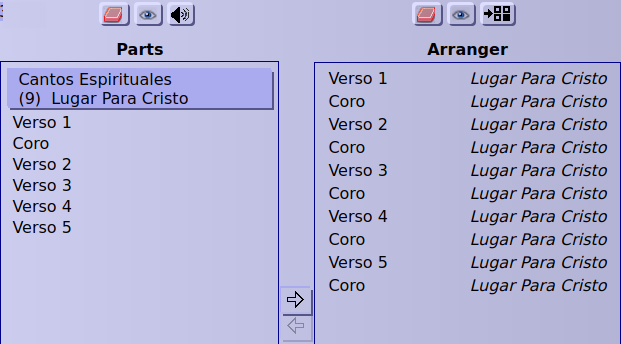 Parts
Cantos Espirituales
(9) Lugar Para Cristo
Verso 1
Coro
Verso 2
Verso 3
Verso 4
Verso 5
Arranger
Verso 1 Lugar Para Cristo
Coro Lugar Para Cristo
Verso 2 Lugar Para Cristo
Coro Lugar Para Cristo
Verso 3 Lugar Para Cristo
Coro Lugar Para Cristo
Verso 4 Lugar Para Cristo
Coro Lugar Para Cristo
Verso 5 Lugar Para Cristo
Coro Lugar Para Cristo